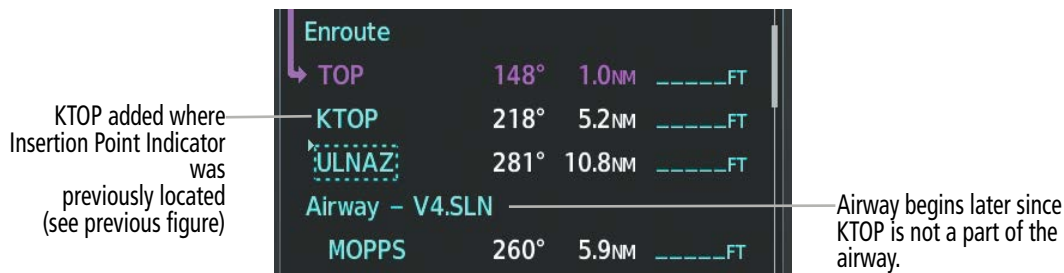 Enroute
TOP 148° 1.0NM _____FT
KTOP 218° 5.2NM _____FT
ULNAZ 281° 10.8NM _____FT
Airway – V4.SLN
MOPPS 260° 5.9NM _____FT
KTOP added where
Insertion Point Indicator
was
previously located
(see previous figure)
Airway begins later since
KTOP is not a part of the
airway.